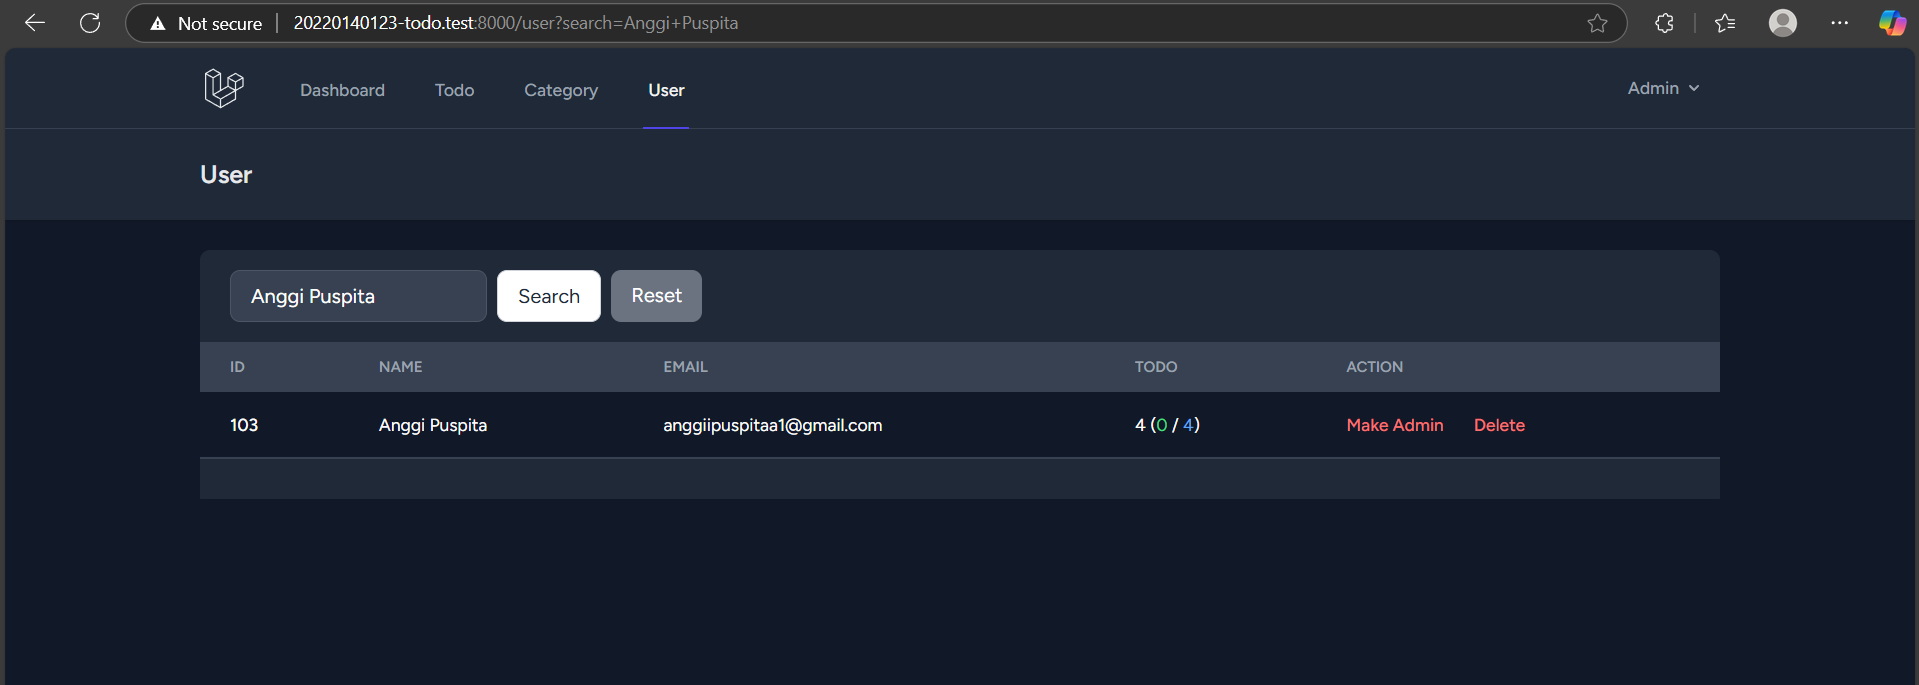 Not secure 20220140123-todo.test:8000/user?search=Anggi+Puspita
Dashboard Todo Category User Admin
User
Anggi Puspita Search Reset
ID NAME EMAIL TODO ACTION
103 Anggi Puspita anggiipuspitaa1@gmail.com 4 (0 / 4) Make Admin Delete